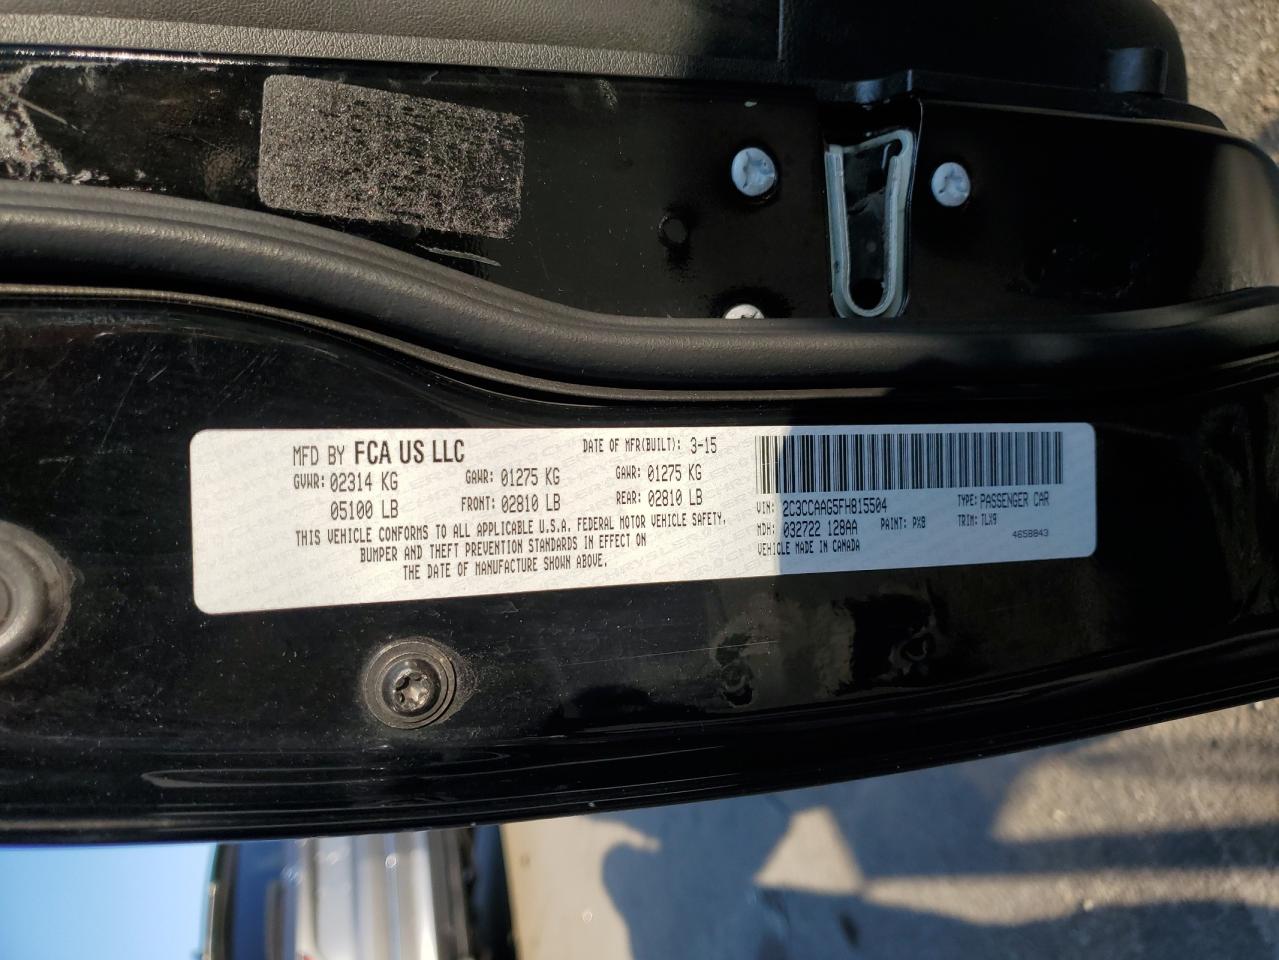 MFD BY FCA US LLC DATE OF MFR(BUILT): 3-15
GVWR: 02314 KG GAWR: 01275 KG GAWR: 01275 KG
05100 LB FRONT: 02810 LB REAR: 02810 LB
THIS VEHICLE CONFORMS TO ALL APPLICABLE U.S.A. FEDERAL MOTOR VEHICLE SAFETY,
BUMPER AND THEFT PREVENTION STANDARDS IN EFFECT ON
THE DATE OF MANUFACTURE SHOWN ABOVE.
VIN: 2C3CCAAG5FH815504 TYPE: PASSENGER CAR
MDH: 032722 128AA PAINT: PX8 TRIM: TLX9
VEHICLE MADE IN CANADA 4658843